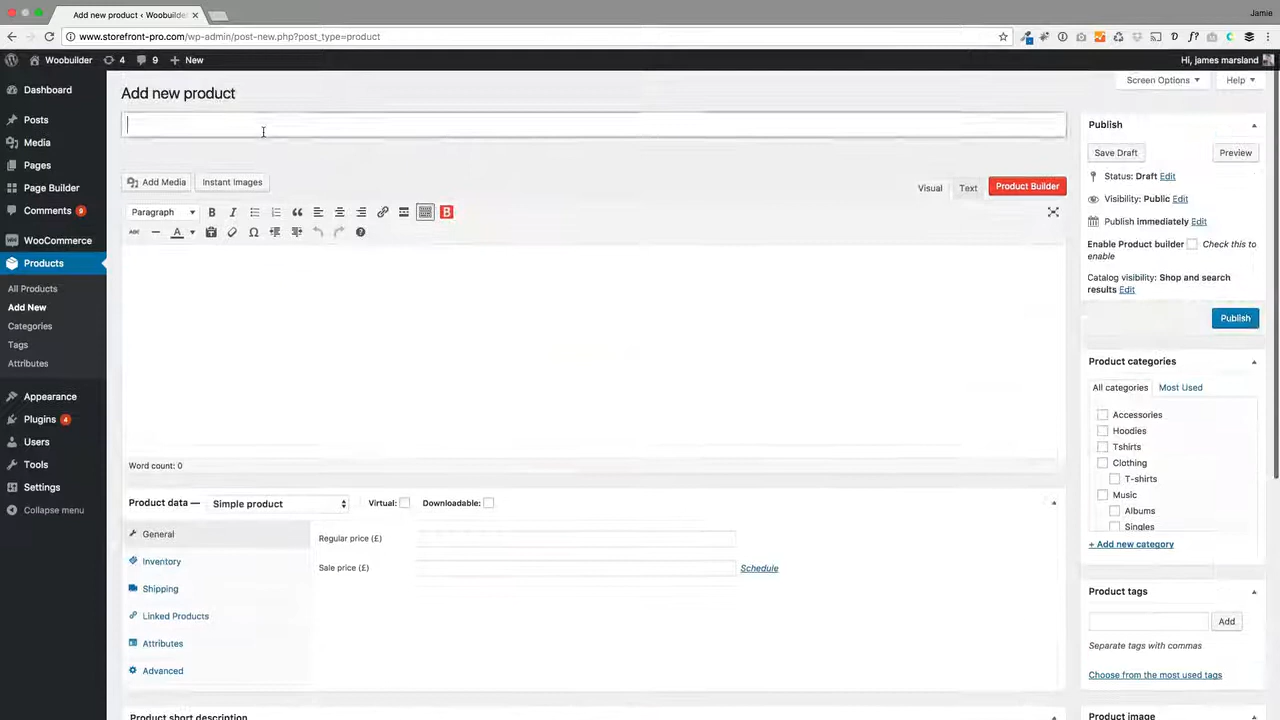 Add new product ‹ Woobuilder
Jamie
www.storefront-pro.com/wp-admin/post-new.php?post_type=product
Woobuilder 4 9 + New
Hi, james marsland
Dashboard
Posts
Media
Pages
Page Builder
Comments 9
WooCommerce
Products
All Products
Add New
Categories
Tags
Attributes
Appearance
Plugins 4
Users
Tools
Settings
Collapse menu
Screen Options
Help
Add new product
Add Media
Instant Images
Visual
Text
Product Builder
Paragraph
B I
B
ABC
A
Word count: 0
Product data — Simple product
Virtual:
Downloadable:
General
Inventory
Shipping
Linked Products
Attributes
Advanced
Regular price (£)
Sale price (£)
Schedule
Product short description
Publish
Save Draft
Preview
Status: Draft Edit
Visibility: Public Edit
Publish immediately Edit
Enable Product builder Check this to
enable
Catalog visibility: Shop and search
results Edit
Publish
Product categories
All categories
Most Used
Accessories
Hoodies
Tshirts
Clothing
T-shirts
Music
Albums
Singles
+ Add new category
Product tags
Add
Separate tags with commas
Choose from the most used tags
Product image